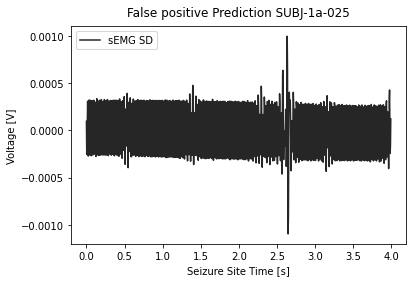 False positive Prediction SUBJ-1a-025
sEMG SD
0.0010
0.0005
0.0000
−0.0005
−0.0010
Voltage [V]
0.0 0.5 1.0 1.5 2.0 2.5 3.0 3.5 4.0
Seizure Site Time [s]